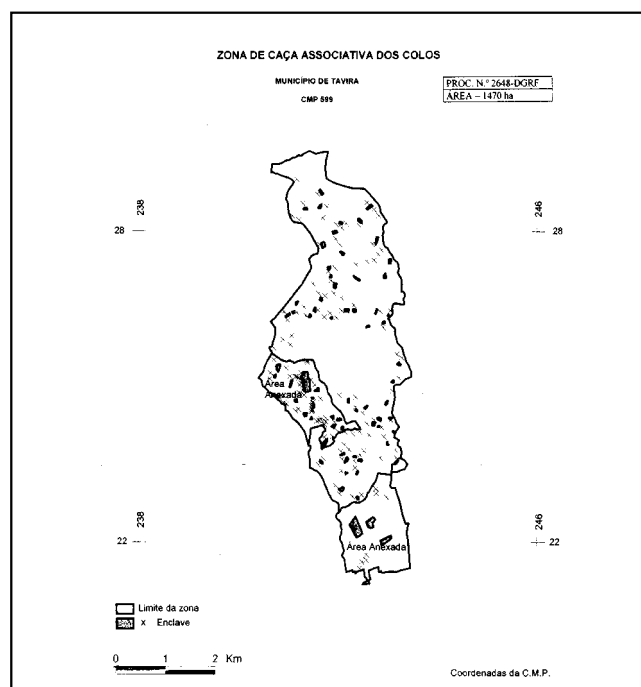 ZONA DE CAÇA ASSOCIATIVA DOS COLOS
MUNICÍPIO DE TAVIRA
CMP 599
PROC. N.º 2648-DGRF
ÁREA – 1470 ha
238
246
28
28
Área
Anexada
238
246
22
Área Anexada
22
Limite da zona
x Enclave
0 1 2 Km
Coordenadas da C.M.P.